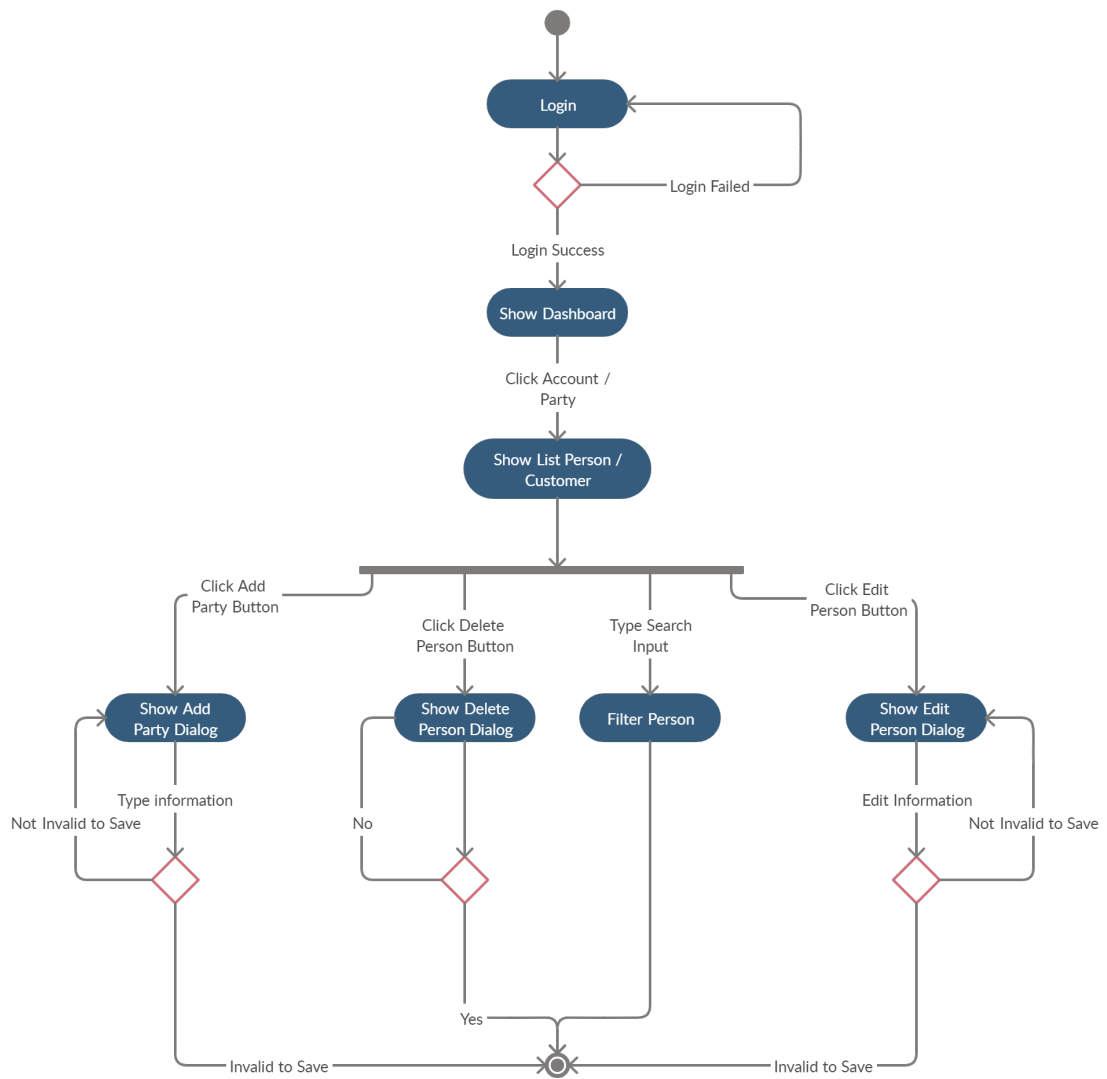 Login
Login Failed
Login Success
Show Dashboard
Click Account /
Party
Show List Person /
Customer
Click Add
Party Button
Click Delete
Person Button
Type Search
Input
Click Edit
Person Button
Show Add
Party Dialog
Show Delete
Person Dialog
Filter Person
Show Edit
Person Dialog
Type information
Not Invalid to Save
No
Edit Information
Not Invalid to Save
Yes
Invalid to Save
Invalid to Save